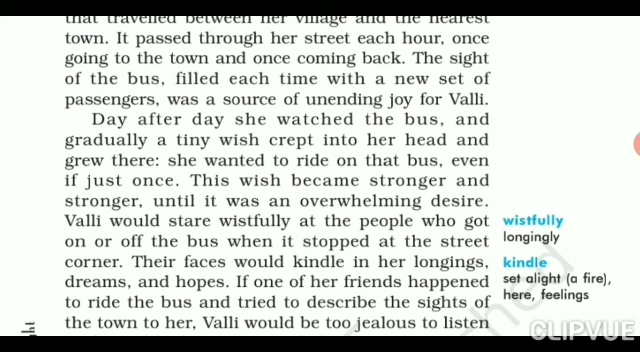 that travelled between her village and the nearest
town. It passed through her street each hour, once
going to the town and once coming back. The sight
of the bus, filled each time with a new set of
passengers, was a source of unending joy for Valli.
Day after day she watched the bus, and
gradually a tiny wish crept into her head and
grew there: she wanted to ride on that bus, even
if just once. This wish became stronger and
stronger, until it was an overwhelming desire.
Valli would stare wistfully at the people who got
on or off the bus when it stopped at the street
corner. Their faces would kindle in her longings,
dreams, and hopes. If one of her friends happened
to ride the bus and tried to describe the sights of
the town to her, Valli would be too jealous to listen
wistfully
longingly
kindle
set alight (a fire),
here, feelings
CLIPVUE